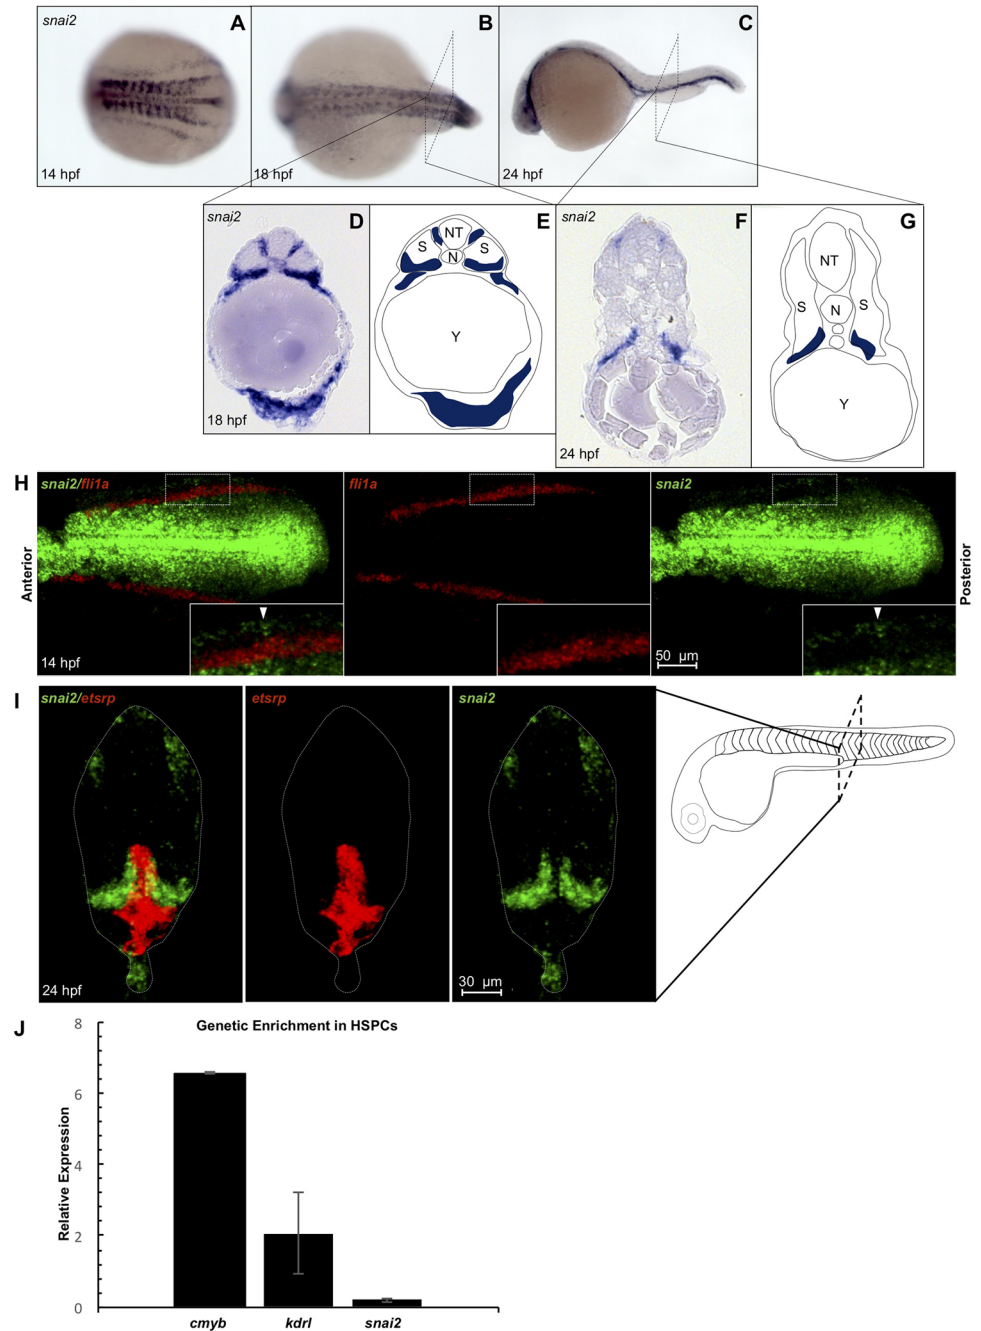 snai2
A
14 hpf
B
18 hpf
C
24 hpf
snai2
D
18 hpf
E
NT
S
S
N
Y
snai2
F
24 hpf
G
NT
S
S
N
Y
H
Anterior
snai2/fli1a
14 hpf
fli1a
snai2
50 µm
Posterior
I
snai2/etsrp
24 hpf
etsrp
snai2
30 µm
J
Genetic Enrichment in HSPCs
Relative Expression
8
6
4
2
0
cmyb
kdrl
snai2